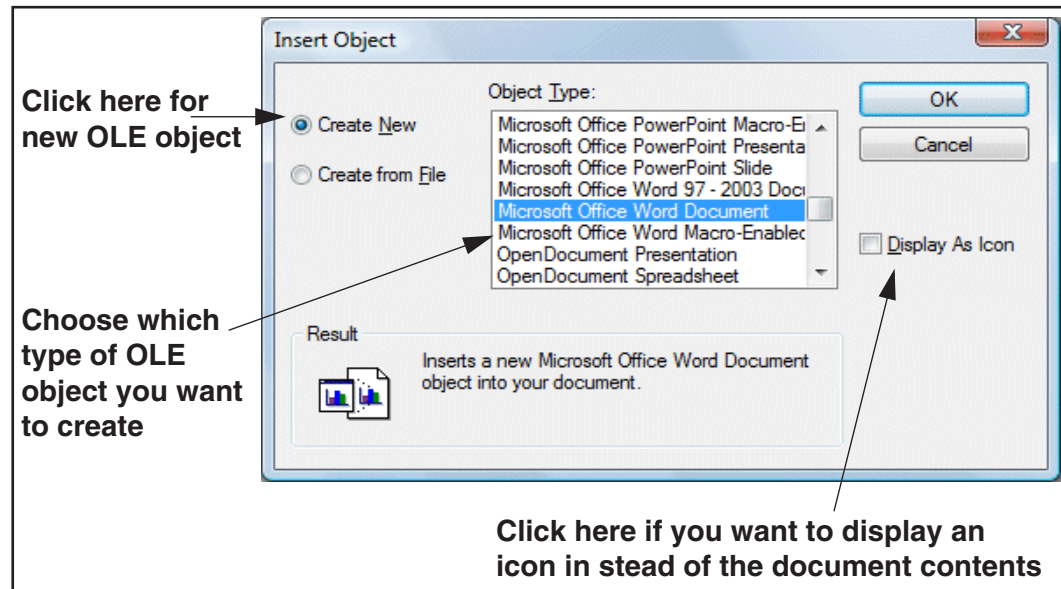 Insert Object
Click here for
new OLE object
Create New
Create from File
Object Type:
Microsoft Office PowerPoint Macro-E
Microsoft Office PowerPoint Presenta
Microsoft Office PowerPoint Slide
Microsoft Office Word 97 - 2003 Docu
Microsoft Office Word Document
Microsoft Office Word Macro-Enabled
OpenDocument Presentation
OpenDocument Spreadsheet
OK
Cancel
Display As Icon
Choose which
type of OLE
object you want
to create
Result
Inserts a new Microsoft Office Word Document
object into your document.
Click here if you want to display an
icon in stead of the document contents